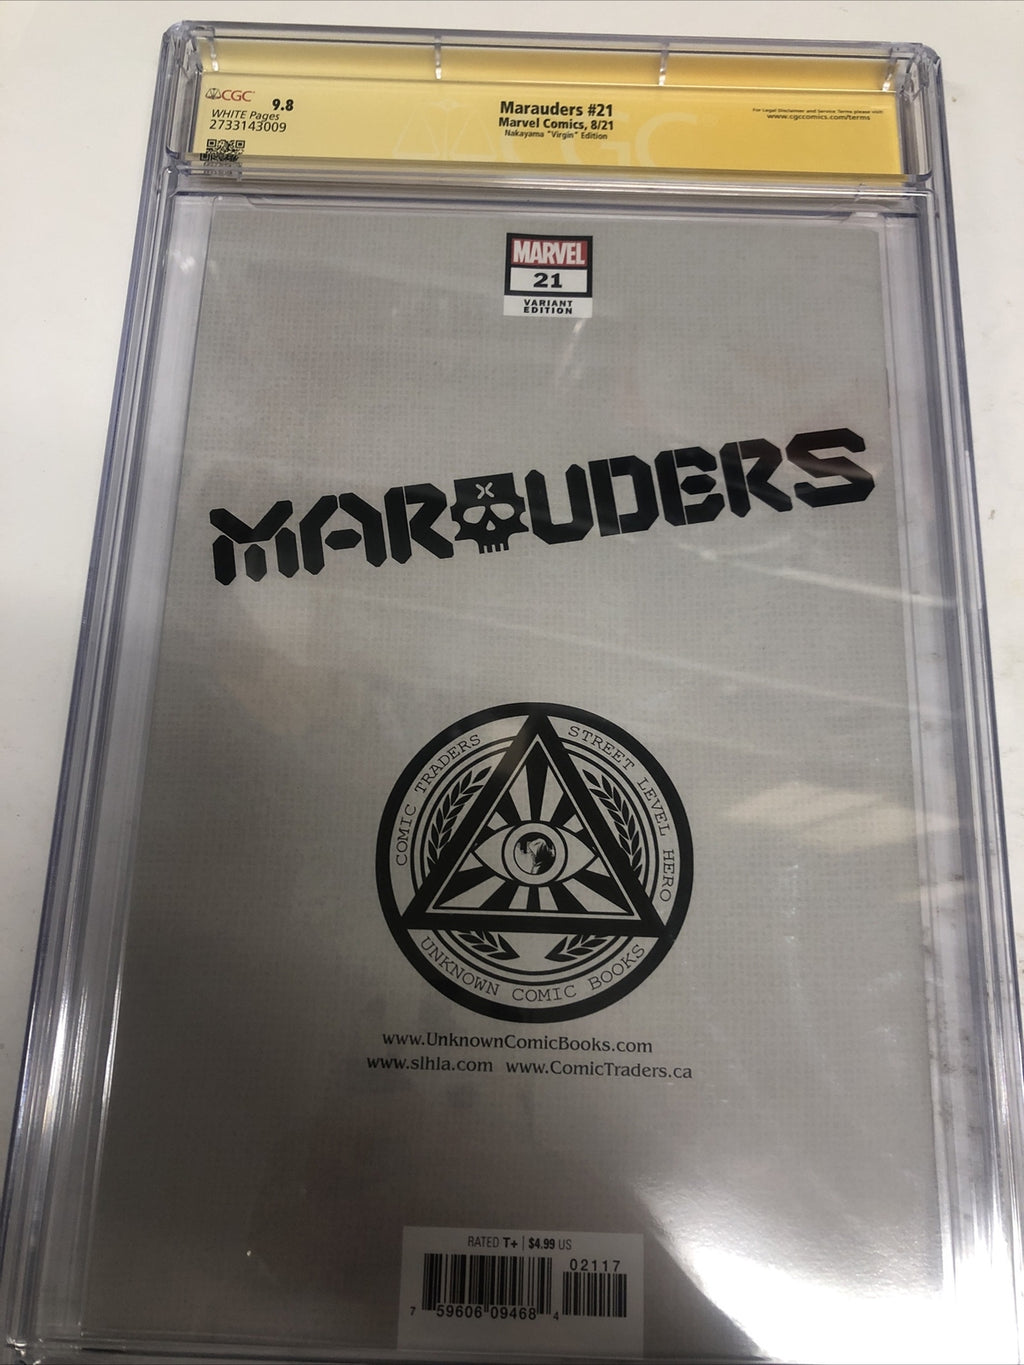 CGC 9.8
WHITE Pages
2733143009
Marauders #21
Marvel Comics, 8/21
Nakayama "Virgin" Edition
For Legal Disclaimer and Service Terms please visit
www.cgccomics.com/terms
CGC
MARVEL
21
VARIANT
EDITION
MARAUDERS
COMIC TRADERS
STREET LEVEL HERO
UNKNOWN COMIC BOOKS
www.UnknownComicBooks.com
www.slhla.com www.ComicTraders.ca
RATED T+ | $4.99 US
02117
7 59606 09468 4